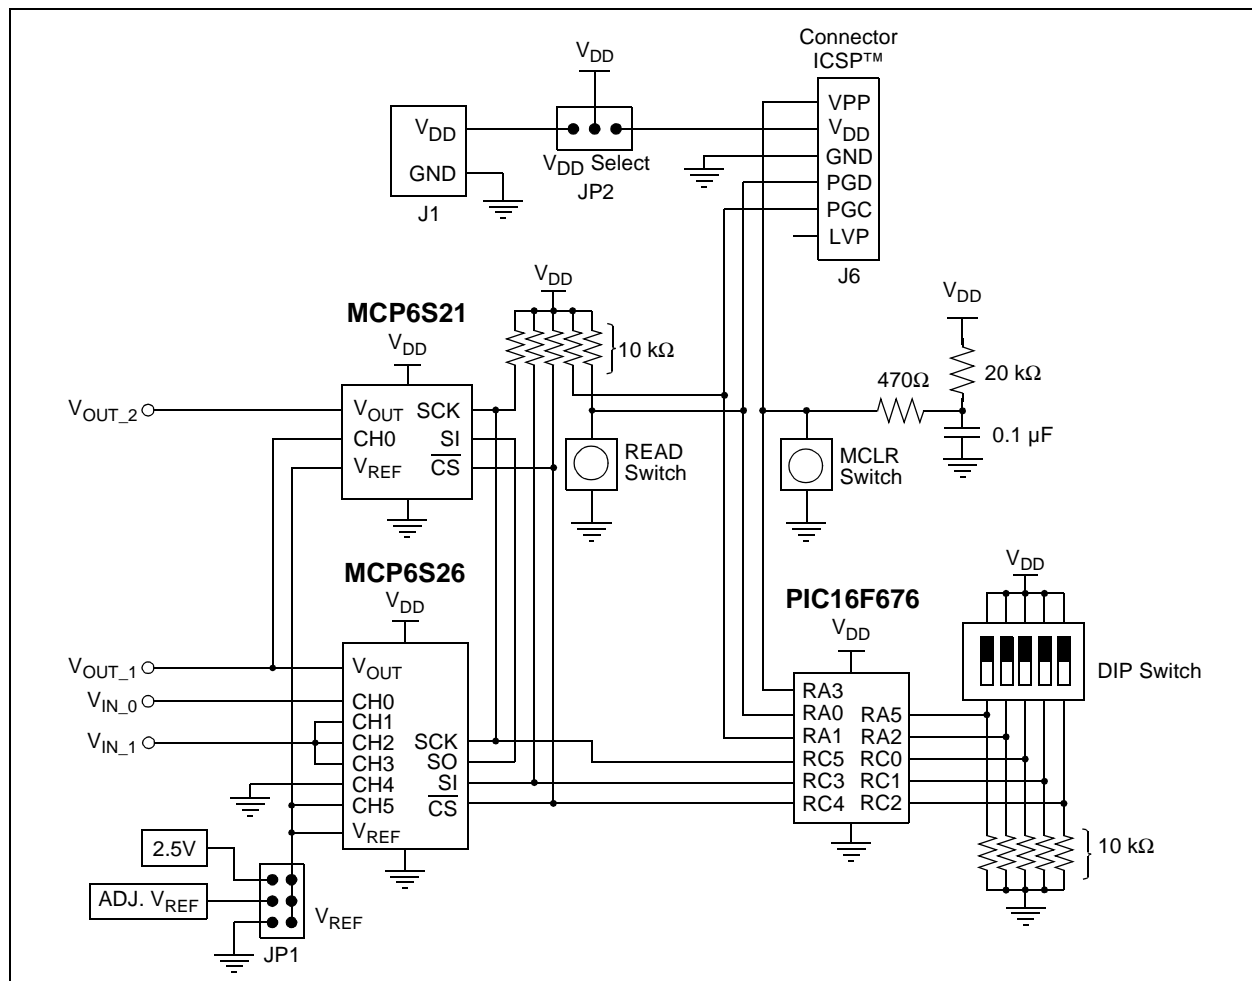 Connector
ICSP™
VDD
VPP
VDD
VDD
GND
PGD
PGC
LVP
J6
GND
J1
VDD Select
JP2
VDD
MCP6S21
VDD
10 kΩ
VDD
20 kΩ
470Ω
0.1 µF
VOUT_2
VOUT
CH0
VREF
SCK
SI
CS
READ
Switch
MCLR
Switch
MCP6S26
VDD
VOUT_1
VIN_0
VIN_1
VOUT
CH0
CH1
CH2
CH3
CH4
CH5
VREF
SCK
SO
SI
CS
PIC16F676
VDD
RA3
RA0
RA1
RC5
RC3
RC4
RA5
RA2
RC0
RC1
RC2
VDD
DIP Switch
10 kΩ
2.5V
ADJ. VREF
VREF
JP1